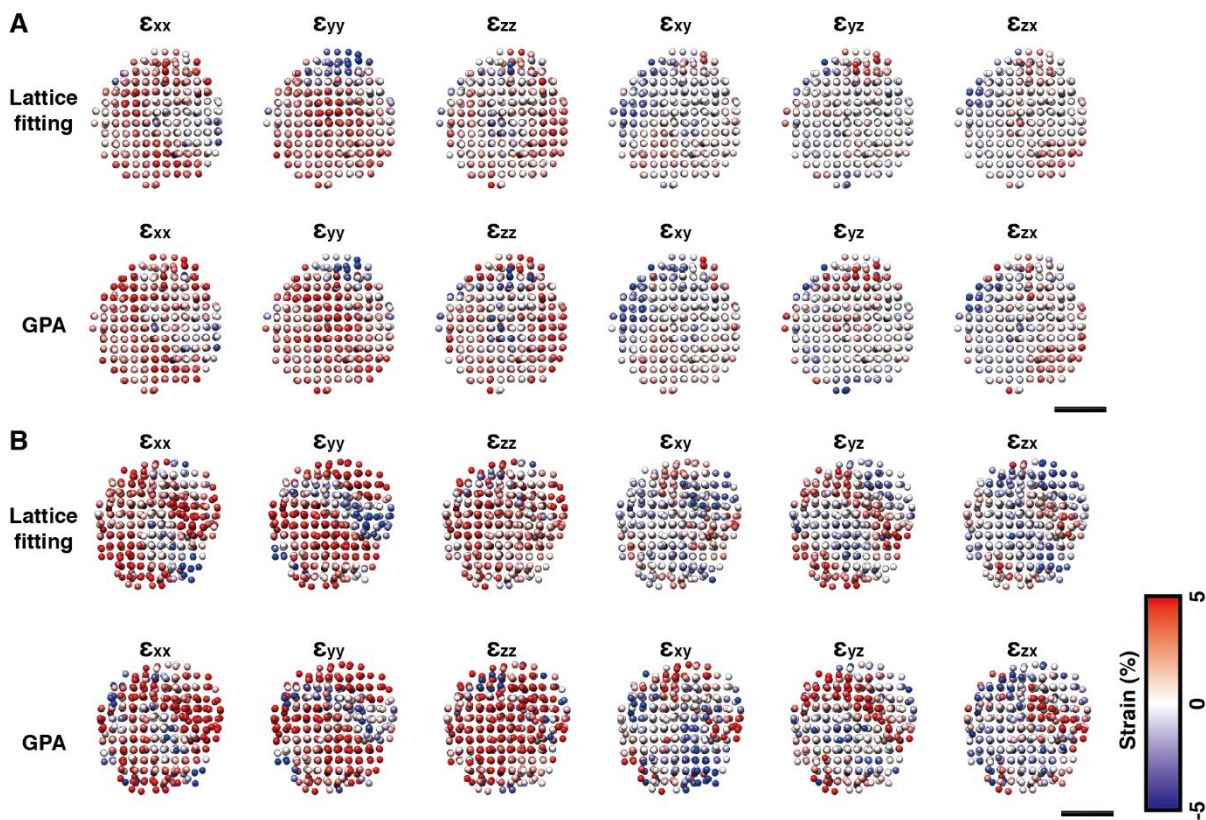 A
εxx εyy εzz εxy εyz εzx
Lattice
fitting
εxx εyy εzz εxy εyz εzx
GPA
B
εxx εyy εzz εxy εyz εzx
Lattice
fitting
εxx εyy εzz εxy εyz εzx
GPA
5
0
-5
Strain (%)